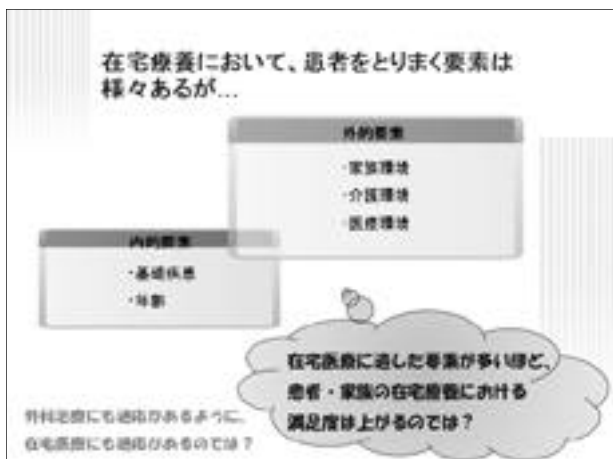 在宅療養において、患者をとりまく要素は
様々あるが…
外的要素
・家族環境
・介護環境
・医療環境
内的要素
・基礎疾患
・年齢
在宅医療に適した要素が多いほど、
患者・家族の在宅療養における
満足度は上がるのでは？
外科治療にも適応があるように、
在宅医療にも適応があるのでは？